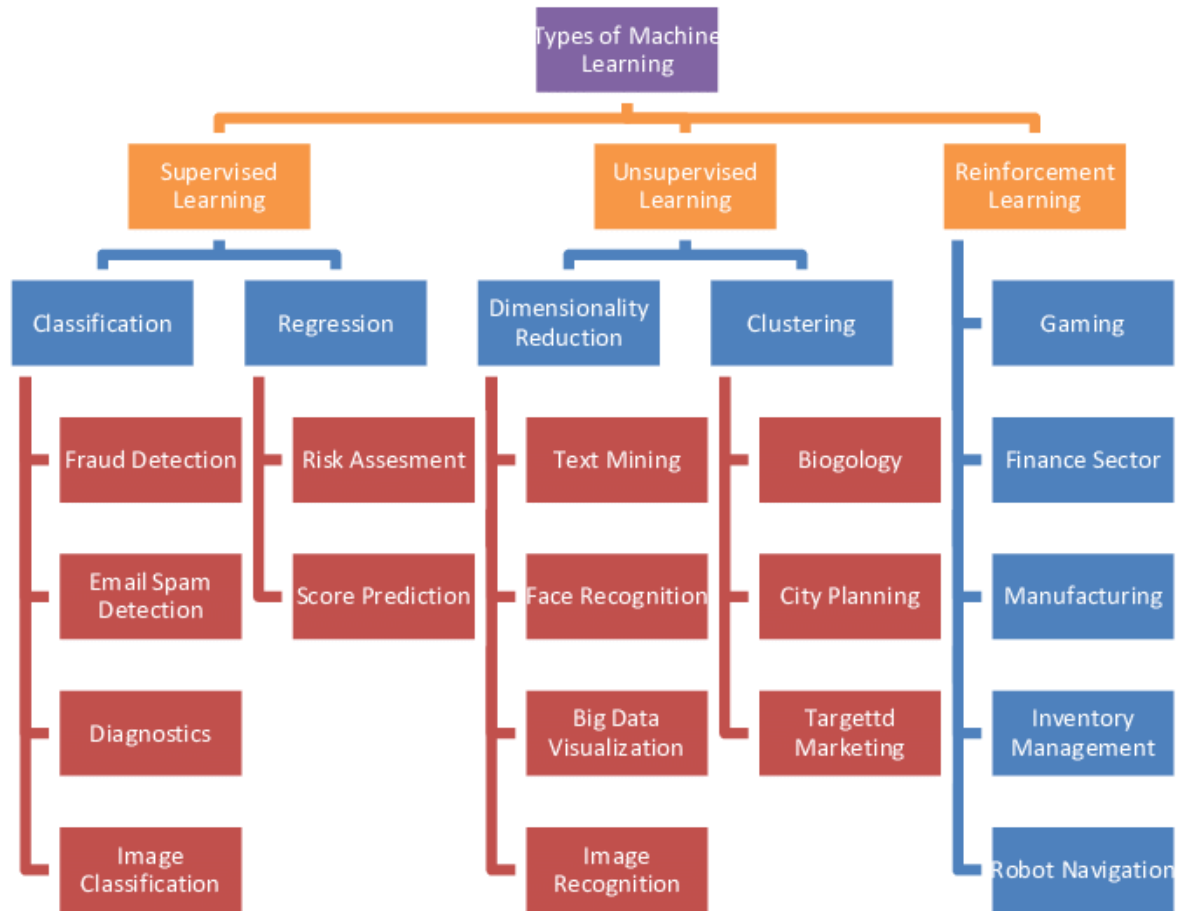 Types of Machine
Learning
Supervised
Learning
Unsupervised
Learning
Reinforcement
Learning
Classification
Regression
Dimensionality
Reduction
Clustering
Gaming
Fraud Detection
Risk Assesment
Text Mining
Biogology
Finance Sector
Email Spam
Detection
Score Prediction
Face Recognition
City Planning
Manufacturing
Diagnostics
Big Data
Visualization
Targettd
Marketing
Inventory
Management
Image
Classification
Image
Recognition
Robot Navigation